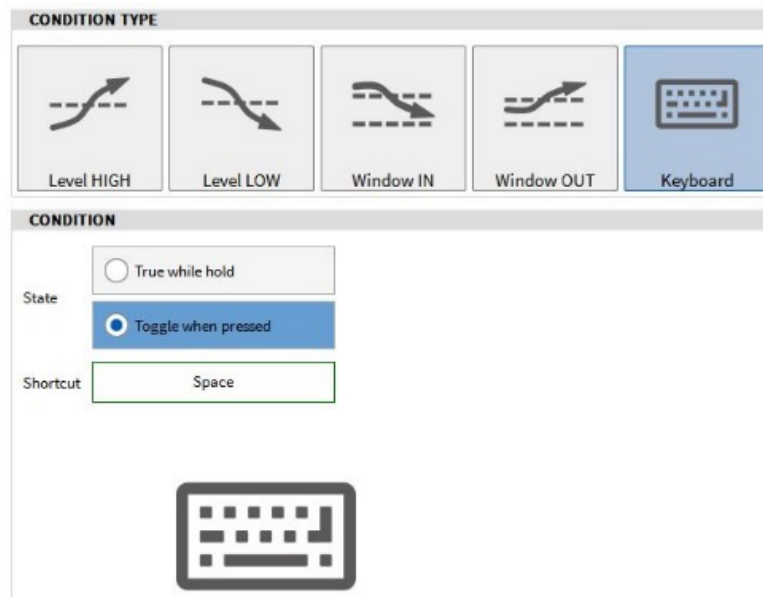 CONDITION TYPE
Level HIGH
Level LOW
Window IN
Window OUT
Keyboard
CONDITION
State
True while hold
Toggle when pressed
Shortcut
Space